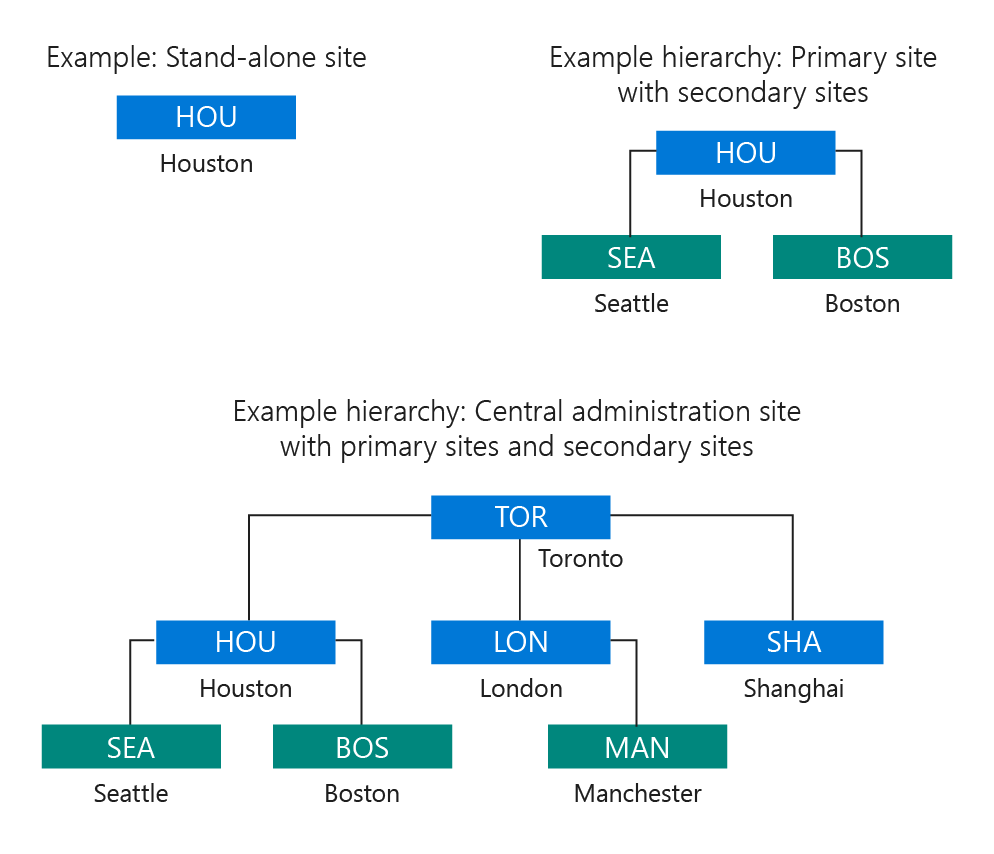 Example: Stand-alone site
HOU
Houston
Example hierarchy: Primary site
with secondary sites
HOU
Houston
SEA
BOS
Seattle
Boston
Example hierarchy: Central administration site
with primary sites and secondary sites
TOR
Toronto
HOU
LON
SHA
Houston
London
Shanghai
SEA
BOS
MAN
Seattle
Boston
Manchester